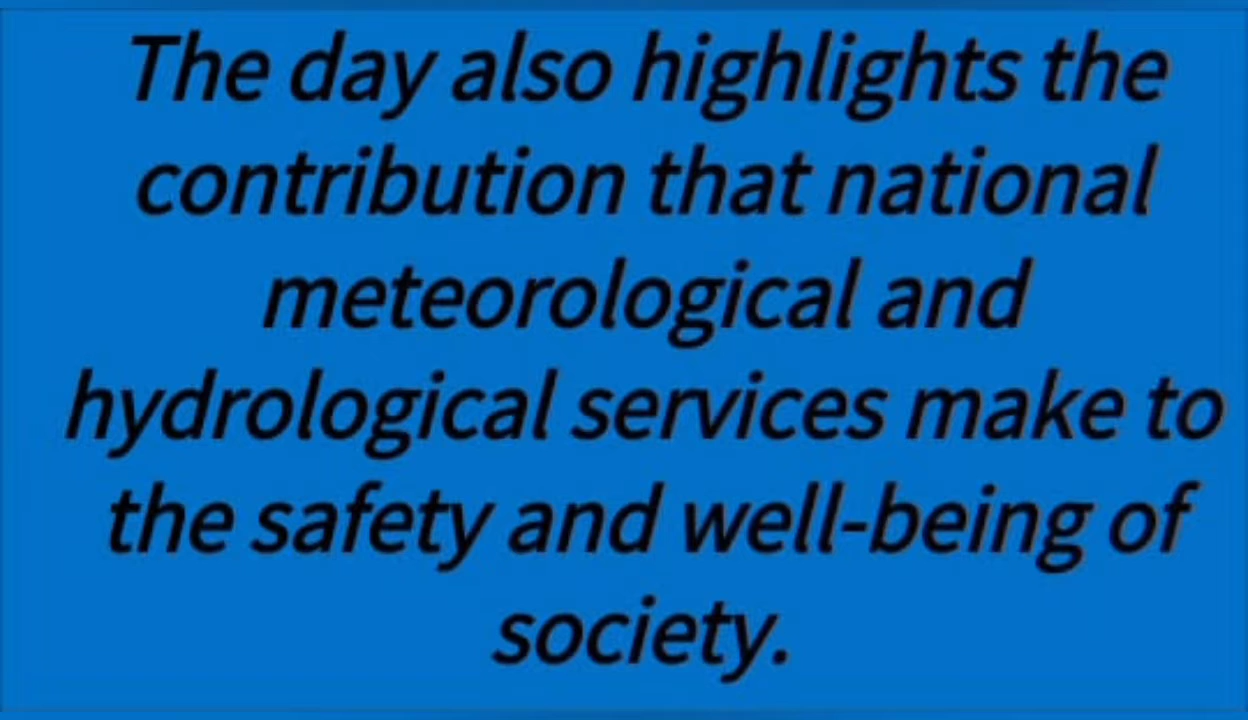 The day also highlights the
contribution that national
meteorological and
hydrological services make to
the safety and well-being of
society.